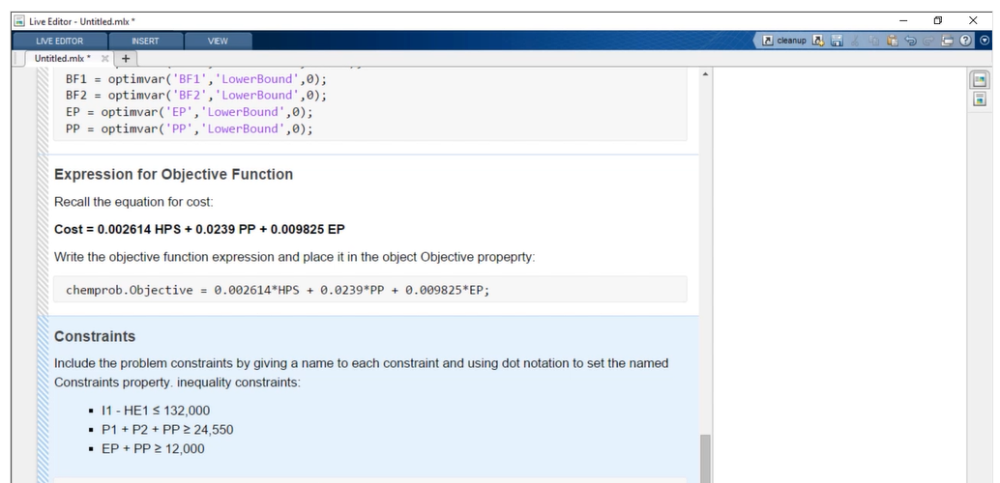 Live Editor - Untitled.mlx *
LIVE EDITOR INSERT VIEW cleanup
Untitled.mlx *
BF1 = optimvar('BF1','LowerBound',0);
BF2 = optimvar('BF2','LowerBound',0);
EP = optimvar('EP','LowerBound',0);
PP = optimvar('PP','LowerBound',0);
Expression for Objective Function
Recall the equation for cost:
Cost = 0.002614 HPS + 0.0239 PP + 0.009825 EP
Write the objective function expression and place it in the object Objective propeprty:
chemprob.Objective = 0.002614*HPS + 0.0239*PP + 0.009825*EP;
Constraints
Include the problem constraints by giving a name to each constraint and using dot notation to set the named
Constraints property. inequality constraints:
▪ I1 - HE1 ≤ 132,000
▪ P1 + P2 + PP ≥ 24,550
▪ EP + PP ≥ 12,000